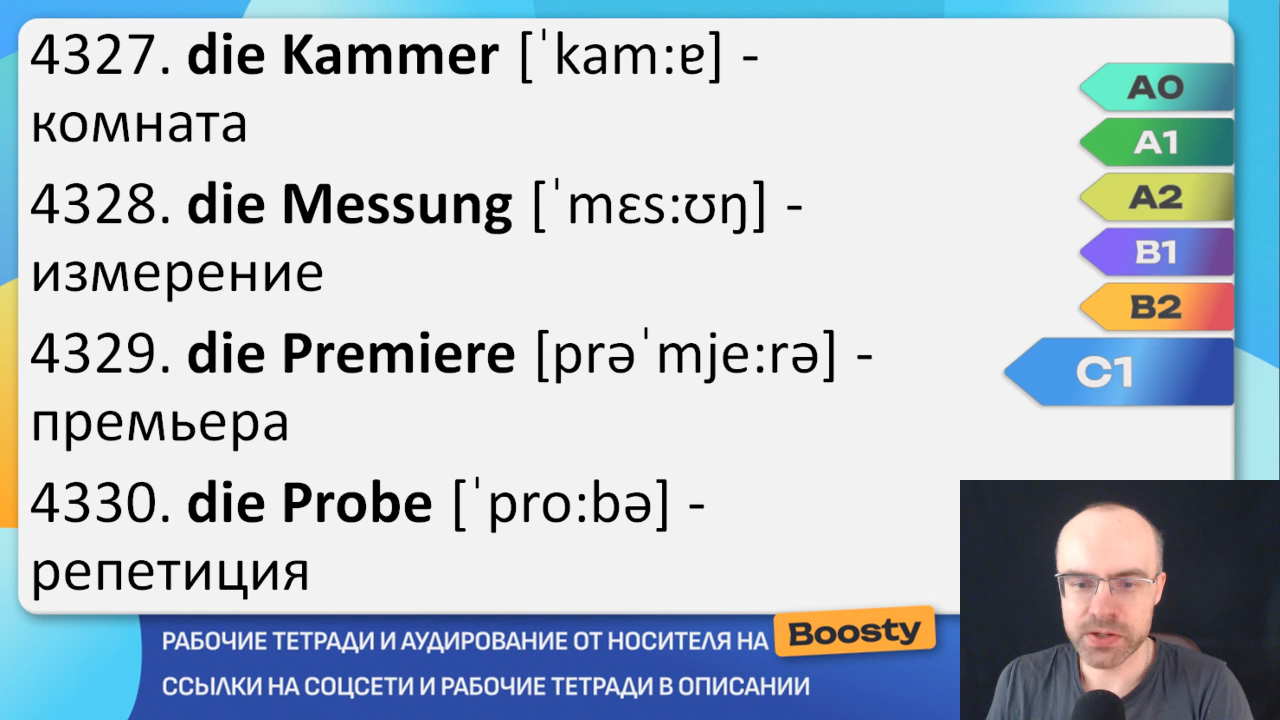 4327. die Kammer [ˈkam:ɐ] -
комната
4328. die Messung [ˈmɛs:ʊŋ] -
измерение
4329. die Premiere [prəˈmje:rə] -
премьера
4330. die Probe [ˈpro:bə] -
репетиция
A0
A1
A2
B1
B2
C1
РАБОЧИЕ ТЕТРАДИ И АУДИРОВАНИЕ ОТ НОСИТЕЛЯ НА Boosty
ССЫЛКИ НА СОЦСЕТИ И РАБОЧИЕ ТЕТРАДИ В ОПИСАНИИ